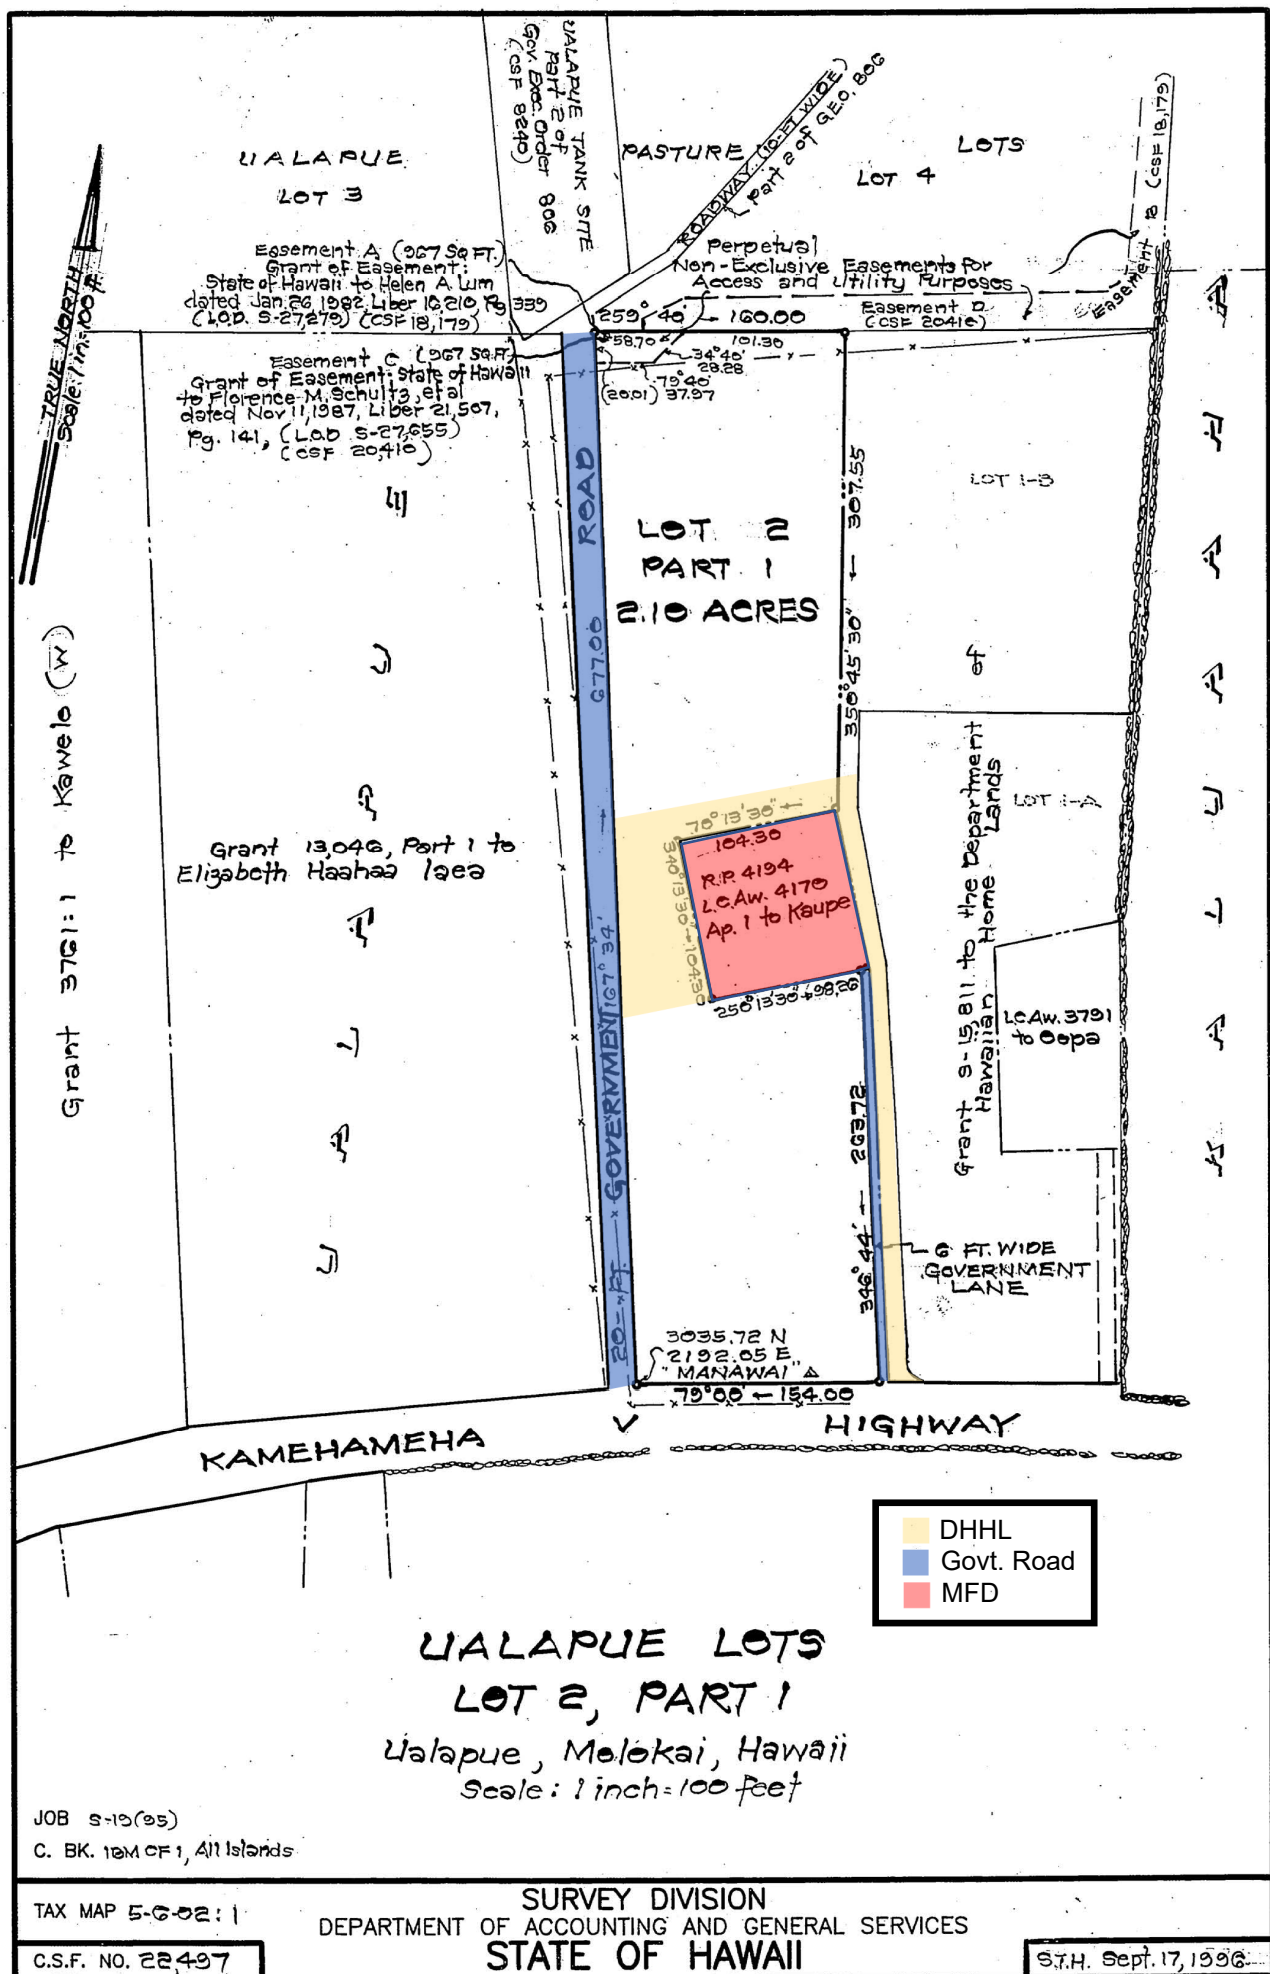 UALAPUE TANK SITE
Part 2 of
Gov. Exec. Order 806
(CSF 8240)
UALAPUE
LOT 3
PASTURE
LOTS
LOT 4
ROADWAY (10-FT WIDE)
Part 2 of G.E.O. 806
Easement B (CSF 18,179)
TRUE NORTH
Scale: 1 in.=100 ft.
Easement A (967 SQ FT.)
Grant of Easement:
State of Hawaii to Helen A. Lum
dated Jan. 26 1982, Liber 16210 Pg 339
(L.O.D. S-27,279) (CSF 18,179)
Perpetual
Non-Exclusive Easements for
Access and Utility Purposes
Easement D
(CSF 20416)
259° 40' 160.00
58.70 101.30
34°40'
28.28
79°40'
(20.01) 37.97
Easement C (967 SQ.FT)
Grant of Easement: State of Hawaii
to Florence M. Schultz, et al
dated Nov 11, 1987, Liber 21,507,
Pg. 141, (L.O.D S-27,655)
(CSF 20,410)
LOT 2
PART 1
2.10 ACRES
350°45'30" 307.55
LOT 1-B
of
LOT 1-A
Grant 3761:1 to Kawelo (W)
Grant 13,046, Part 1 to
Elizabeth Haahaa Iaea
UALAPUE
20-FT. GOVERNMENT ROAD
167° 34' 677.00
70°13'30"
104.30
340°13'30" 104.30
R.P. 4194
L.C.Aw. 4170
Ap. 1 to Kaupe
250°13'30" 98.26
Grant S-15,811 to the Department
Hawaiian Home Lands
L.C.Aw. 3791
to Oopa
KALAUAHA
346°44' 263.72
6 FT. WIDE
GOVERNMENT
LANE
3035.72 N
2192.05 E
"MANAWAI" △
79°00' 154.00
KAMEHAMEHA V HIGHWAY
DHHL
Govt. Road
MFD
UALAPUE LOTS
LOT 2, PART 1
Ualapue, Molokai, Hawaii
Scale: 1 inch=100 feet
JOB S-19(95)
C. BK. IBM CF 1, All Islands
TAX MAP 5-6-02:1
C.S.F. NO. 22,497
SURVEY DIVISION
DEPARTMENT OF ACCOUNTING AND GENERAL SERVICES
STATE OF HAWAII
S.T.H. Sept. 17, 1996